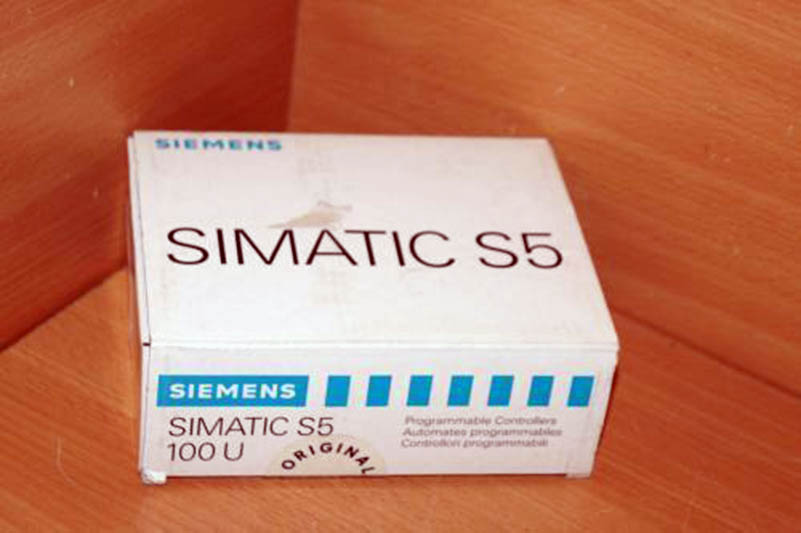 SIEMENS
SIMATIC S5
SIEMENS
SIMATIC S5
100 U
ORIGINAL
Programmable Controllers
Automates programmables
Controllori programmabili